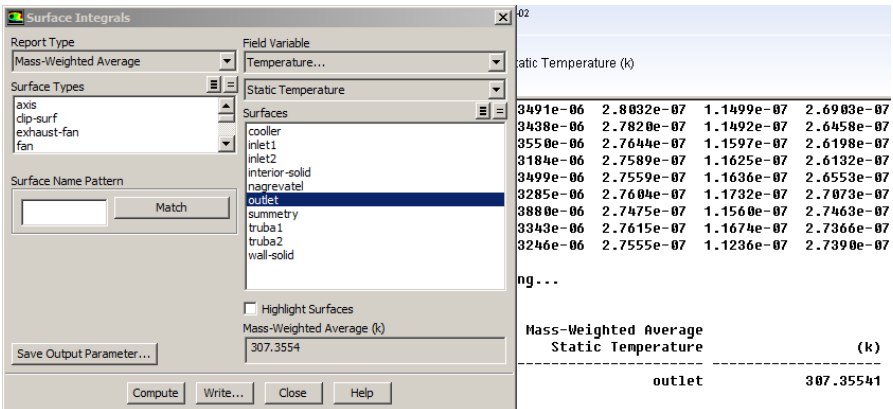 Surface Integrals
Report Type
Mass-Weighted Average
Surface Types
axis
clip-surf
exhaust-fan
fan
Surface Name Pattern
Match
Save Output Parameter...
Field Variable
Temperature...
Static Temperature
Surfaces
cooller
inlet1
inlet2
interior-solid
nagrevatel
outlet
summetry
truba1
truba2
wall-solid
Highlight Surfaces
Mass-Weighted Average (k)
307.3554
Compute Write... Close Help
-02
tatic Temperature (k)
3491e-06 2.8032e-07 1.1499e-07 2.6903e-07
3438e-06 2.7820e-07 1.1492e-07 2.6458e-07
3550e-06 2.7644e-07 1.1597e-07 2.6198e-07
3184e-06 2.7589e-07 1.1625e-07 2.6132e-07
3499e-06 2.7559e-07 1.1636e-07 2.6553e-07
3285e-06 2.7604e-07 1.1732e-07 2.7073e-07
3880e-06 2.7475e-07 1.1560e-07 2.7463e-07
3343e-06 2.7615e-07 1.1674e-07 2.7366e-07
3246e-06 2.7555e-07 1.1236e-07 2.7390e-07
ng...
Mass-Weighted Average
Static Temperature (k)
-------------------------------- --------------------
outlet 307.35541